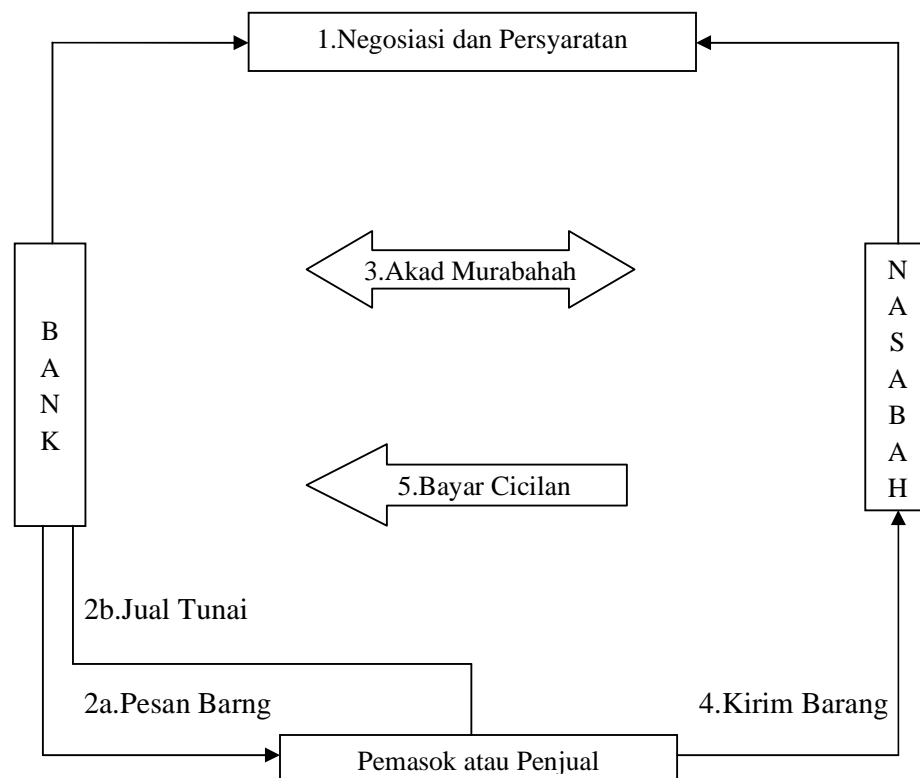 1.Negosiasi dan Persyaratan
3.Akad Murabahah
B
A
N
K
N
A
S
A
B
A
H
5.Bayar Cicilan
2b.Jual Tunai
2a.Pesan Barng
4.Kirim Barang
Pemasok atau Penjual